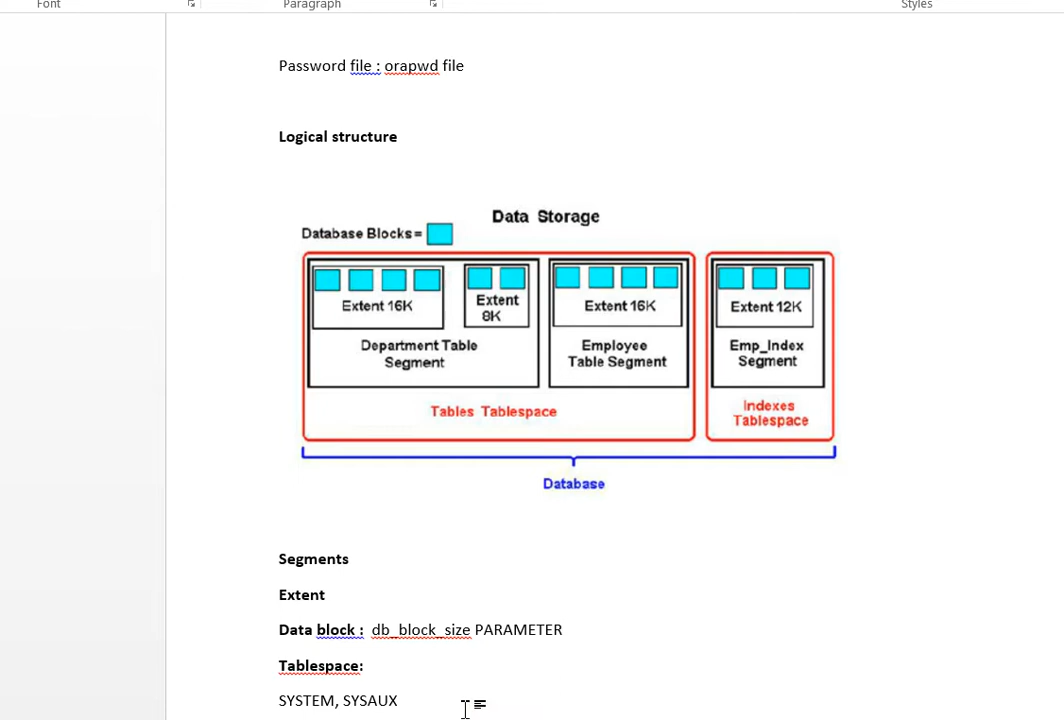 Font Paragraph Styles
Password file : orapwd file
Logical structure
Data Storage
Database Blocks=
Extent 16K
Extent
8K
Extent 16K
Extent 12K
Department Table
Segment
Employee
Table Segment
Emp_Index
Segment
Tables Tablespace
Indexes
Tablespace
Database
Segments
Extent
Data block : db_block_size PARAMETER
Tablespace:
SYSTEM, SYSAUX